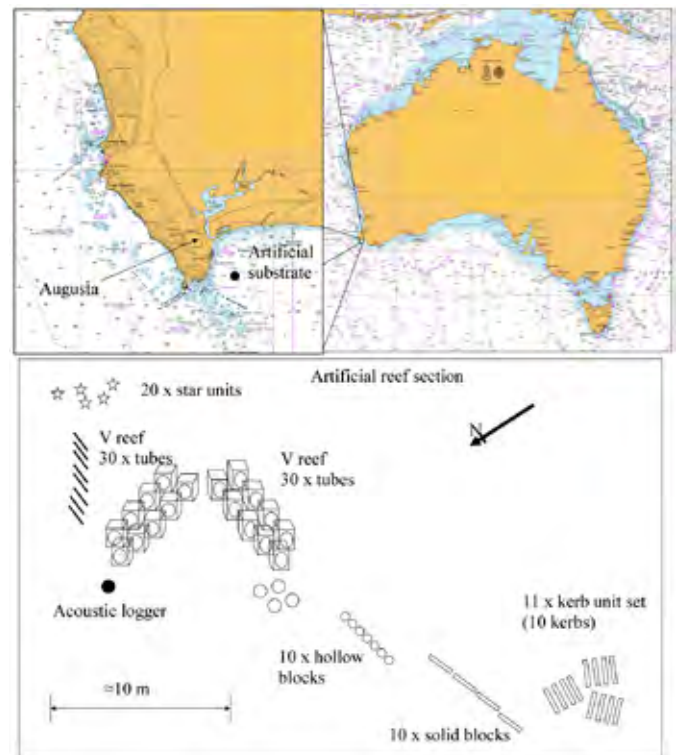 Artificial
substrate
Augusta
Artificial reef section
20 x star units
N
V reef
30 x tubes
V reef
30 x tubes
Acoustic logger
11 x kerb unit set
(10 kerbs)
10 x hollow
blocks
≈10 m
10 x solid blocks